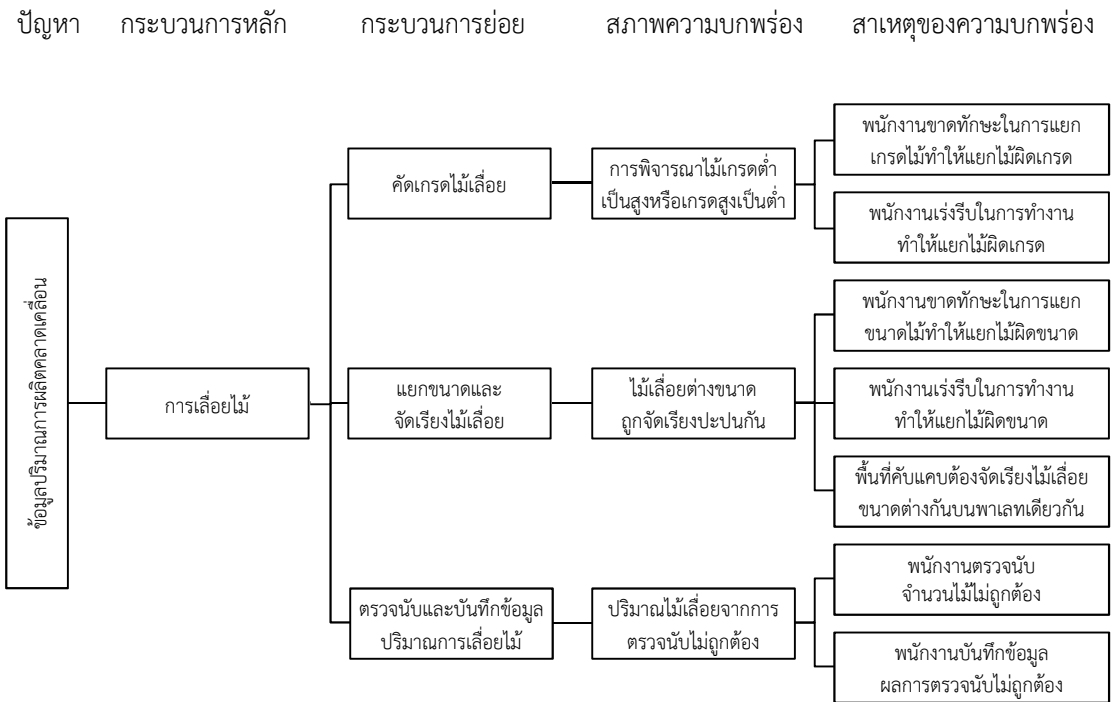 ปัญหา กระบวนการหลัก กระบวนการย่อย สภาพความบกพร่อง สาเหตุของความบกพร่อง
ข้อมูลปริมาณการผลิตคลาดเคลื่อน
การเลื่อยไม้
คัดเกรดไม้เลื่อย
การพิจารณาไม้เกรดต่ำ
เป็นสูงหรือเกรดสูงเป็นต่ำ
พนักงานขาดทักษะในการแยก
เกรดไม้ทำให้แยกไม้ผิดเกรด
พนักงานเร่งรีบในการทำงาน
ทำให้แยกไม้ผิดเกรด
แยกขนาดและ
จัดเรียงไม้เลื่อย
ไม้เลื่อยต่างขนาด
ถูกจัดเรียงปะปนกัน
พนักงานขาดทักษะในการแยก
ขนาดไม้ทำให้แยกไม้ผิดขนาด
พนักงานเร่งรีบในการทำงาน
ทำให้แยกไม้ผิดขนาด
พื้นที่คับแคบต้องจัดเรียงไม้เลื่อย
ขนาดต่างกันบนพาเลทเดียวกัน
ตรวจนับและบันทึกข้อมูล
ปริมาณการเลื่อยไม้
ปริมาณไม้เลื่อยจากการ
ตรวจนับไม่ถูกต้อง
พนักงานตรวจนับ
จำนวนไม้ไม่ถูกต้อง
พนักงานบันทึกข้อมูล
ผลการตรวจนับไม่ถูกต้อง